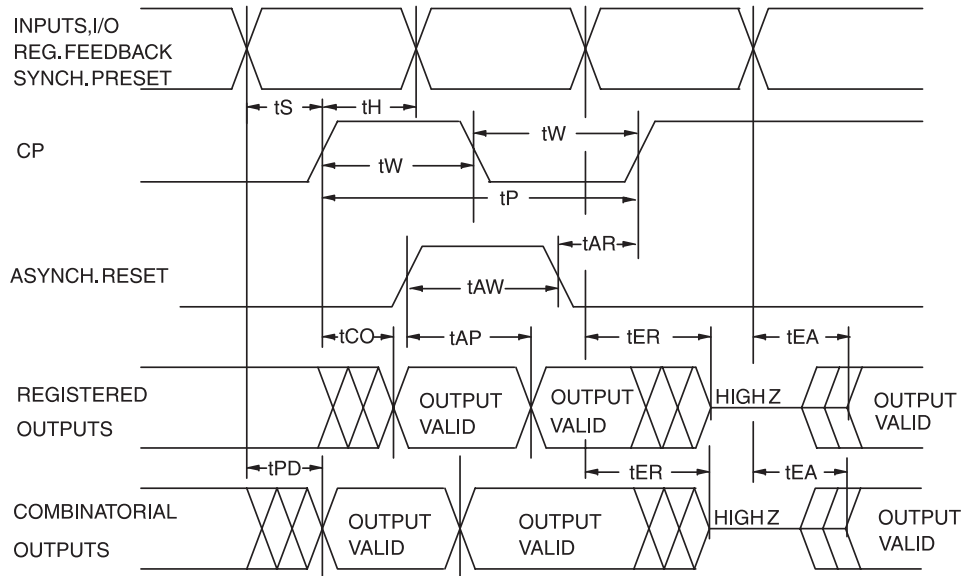 INPUTS,I/O
REG.FEEDBACK
SYNCH.PRESET
tS
tH
CP
tW
tW
tP
ASYNCH.RESET
tAR
tAW
tCO
tAP
tER
tEA
REGISTERED
OUTPUTS
OUTPUT
VALID
OUTPUT
VALID
HIGH Z
OUTPUT
VALID
tPD
tER
tEA
COMBINATORIAL
OUTPUTS
OUTPUT
VALID
OUTPUT
VALID
HIGH Z
OUTPUT
VALID